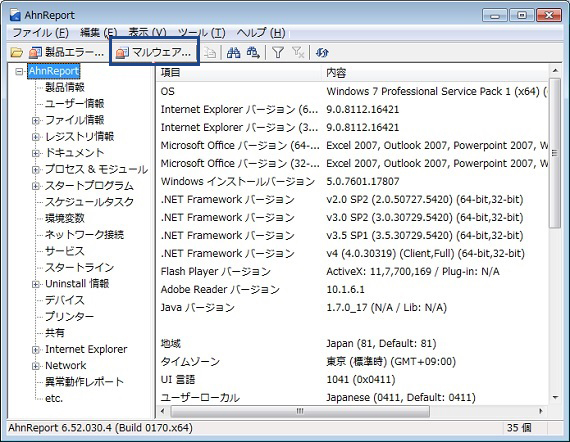 AhnReport
ファイル (F) 編集 (E) 表示 (V) ツール (T) ヘルプ (H)
製品エラー... マルウェア...
AhnReport
製品情報
ユーザー情報
ファイル情報
レジストリ情報
ドキュメント
プロセス & モジュール
スタートプログラム
スケジュールタスク
環境変数
ネットワーク接続
サービス
スタートライン
Uninstall 情報
デバイス
プリンター
共有
Internet Explorer
Network
異常動作レポート
etc.
項目 内容
OS Windows 7 Professional Service Pack 1 (x64) (
Internet Explorer バージョン (6... 9.0.8112.16421
Internet Explorer バージョン (3... 9.0.8112.16421
Microsoft Office バージョン (64-... Excel 2007, Outlook 2007, Powerpoint 2007, W
Microsoft Office バージョン (32-... Excel 2007, Outlook 2007, Powerpoint 2007, W
Windows インストールバージョン 5.0.7601.17807
.NET Framework バージョン v2.0 SP2 (2.0.50727.5420) (64-bit,32-bit)
.NET Framework バージョン v3.0 SP2 (3.0.30729.5420) (64-bit,32-bit)
.NET Framework バージョン v3.5 SP1 (3.5.30729.5420) (64-bit,32-bit)
.NET Framework バージョン v4 (4.0.30319) (Client,Full) (64-bit,32-bit)
Flash Player バージョン ActiveX: 11,7,700,169 / Plug-in: N/A
Adobe Reader バージョン 10.1.6.1
Java バージョン 1.7.0_17 (N/A / Lib: N/A)
地域 Japan (81, Default: 81)
タイムゾーン 東京 (標準時) (GMT+09:00)
UI 言語 1041 (0x0411)
ユーザーローカル Japanese (0411, Default: 0411)
AhnReport 6.52.030.4 (Build 0170.x64) 35 個